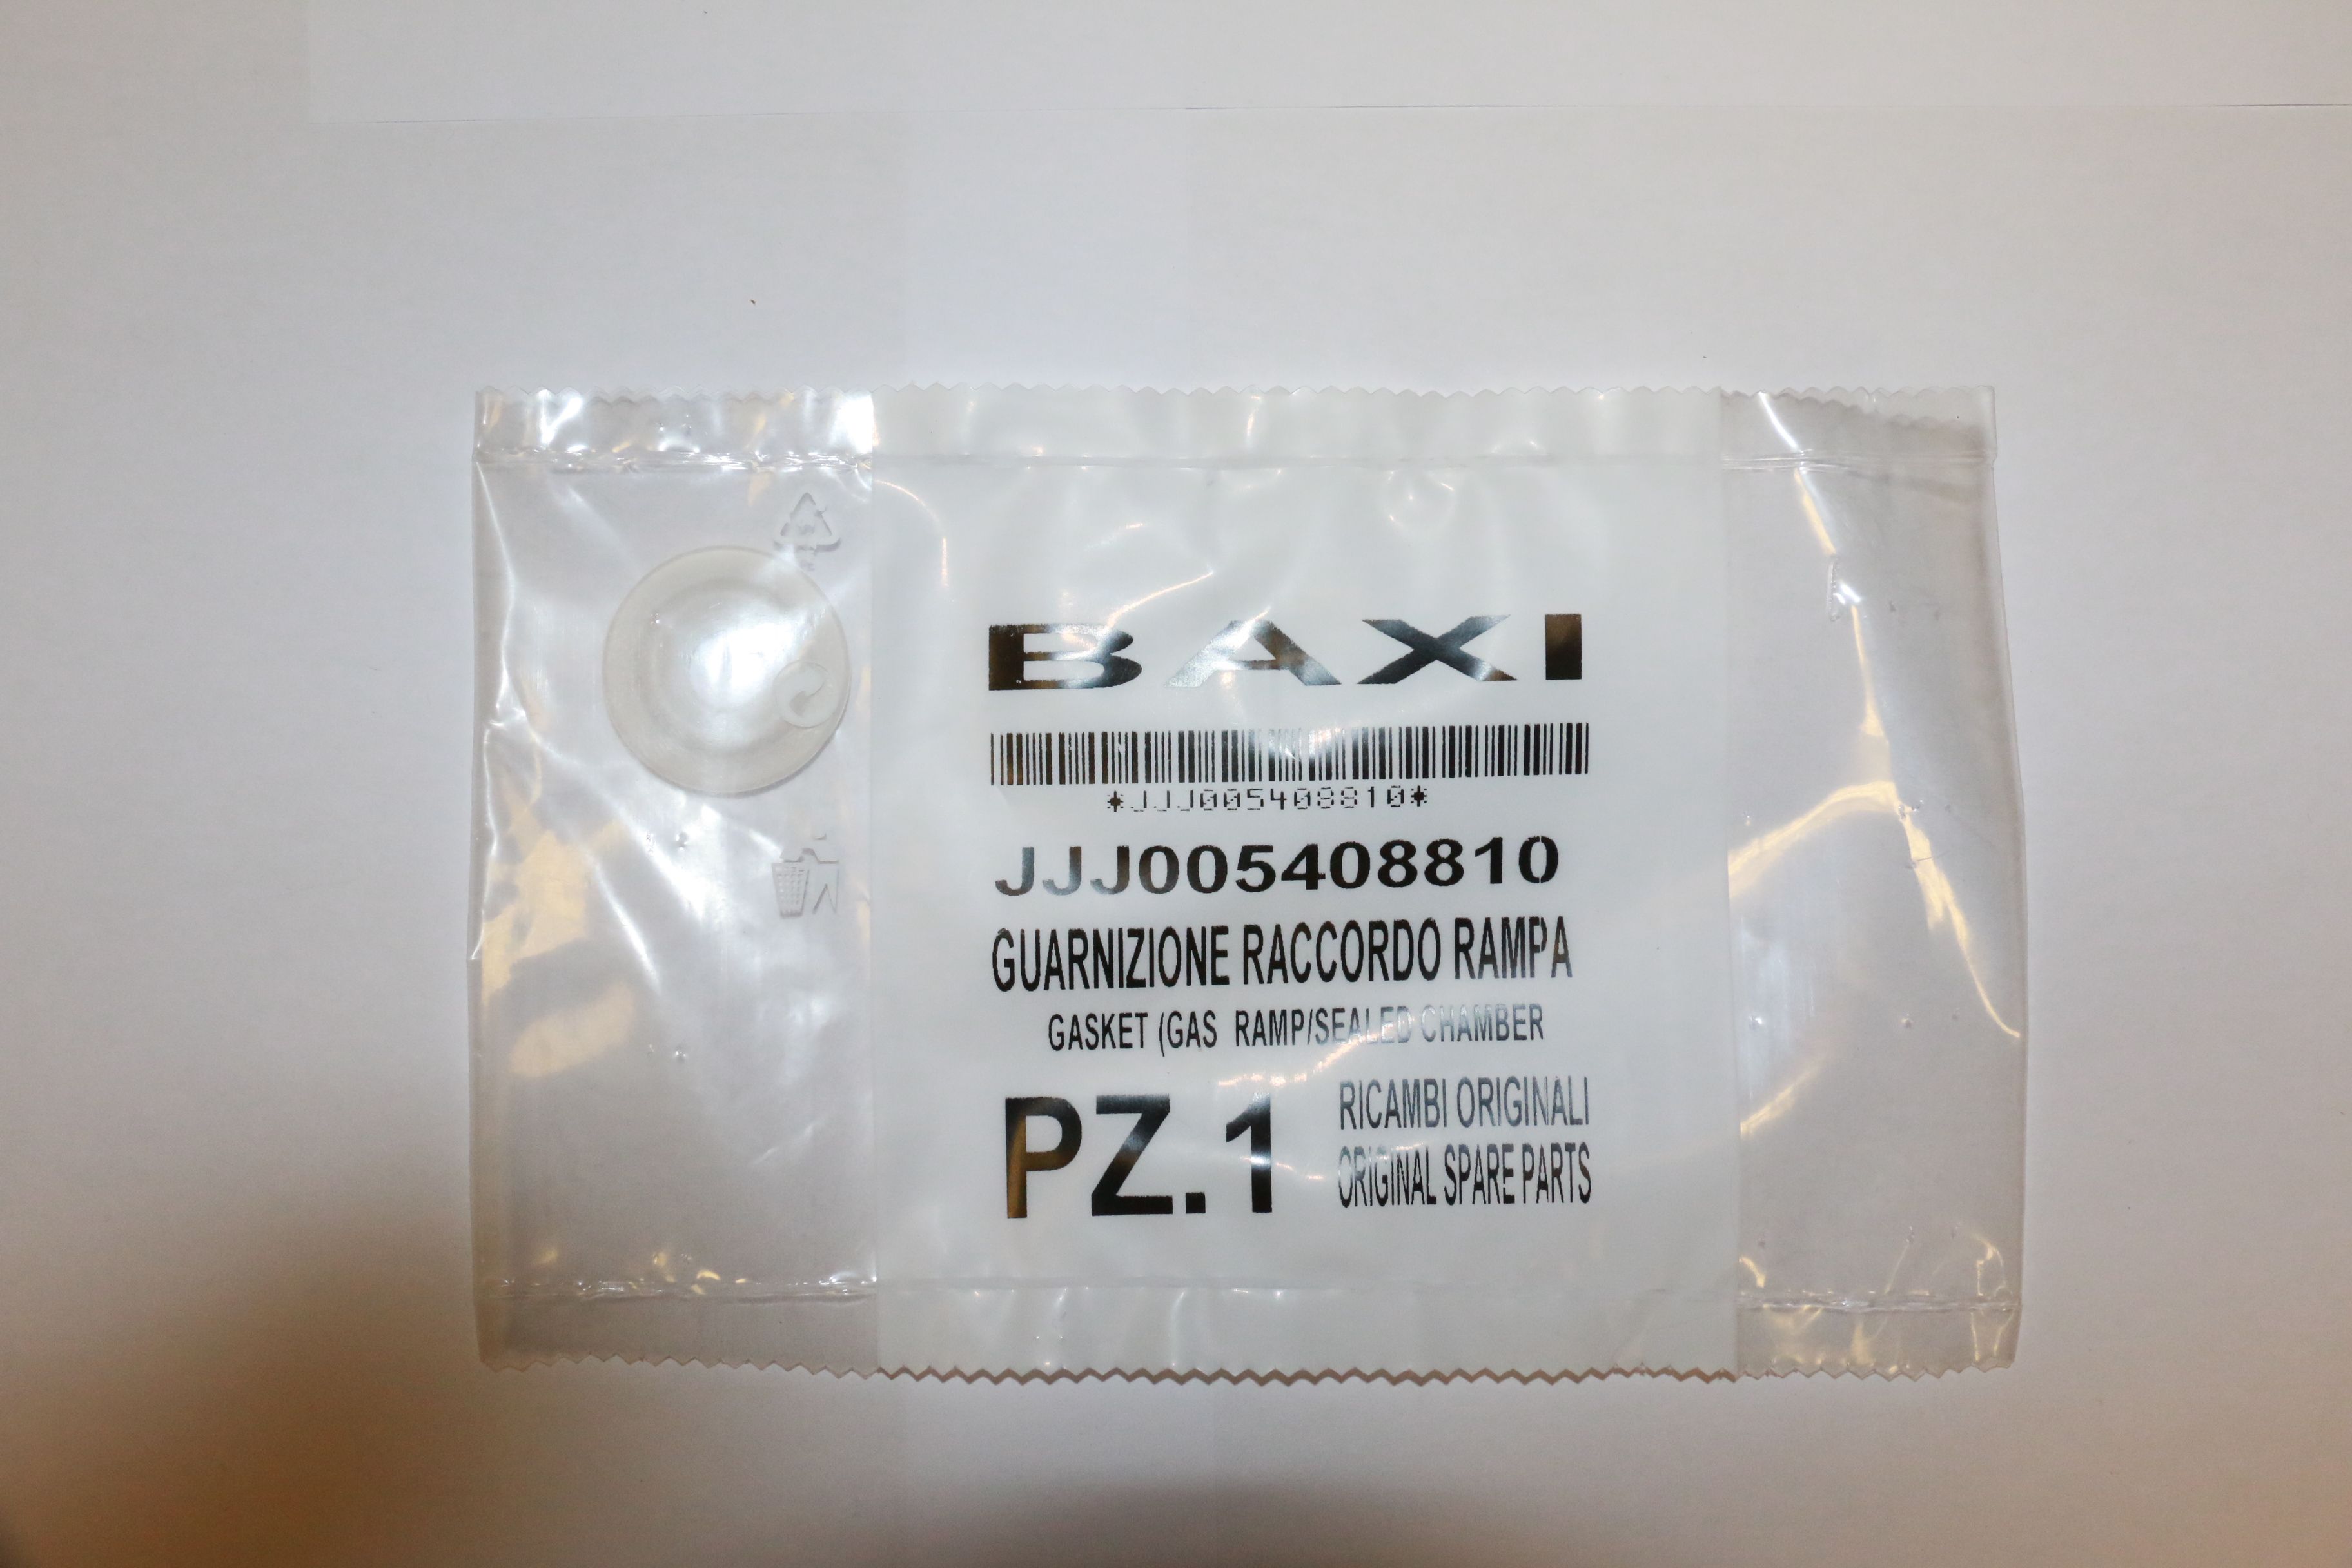 BAXI
*JJJ005408810*
JJJ005408810
GUARNIZIONE RACCORDO RAMPA
GASKET (GAS RAMP/SEALED CHAMBER
PZ.1
RICAMBI ORIGINALI
ORIGINAL SPARE PARTS